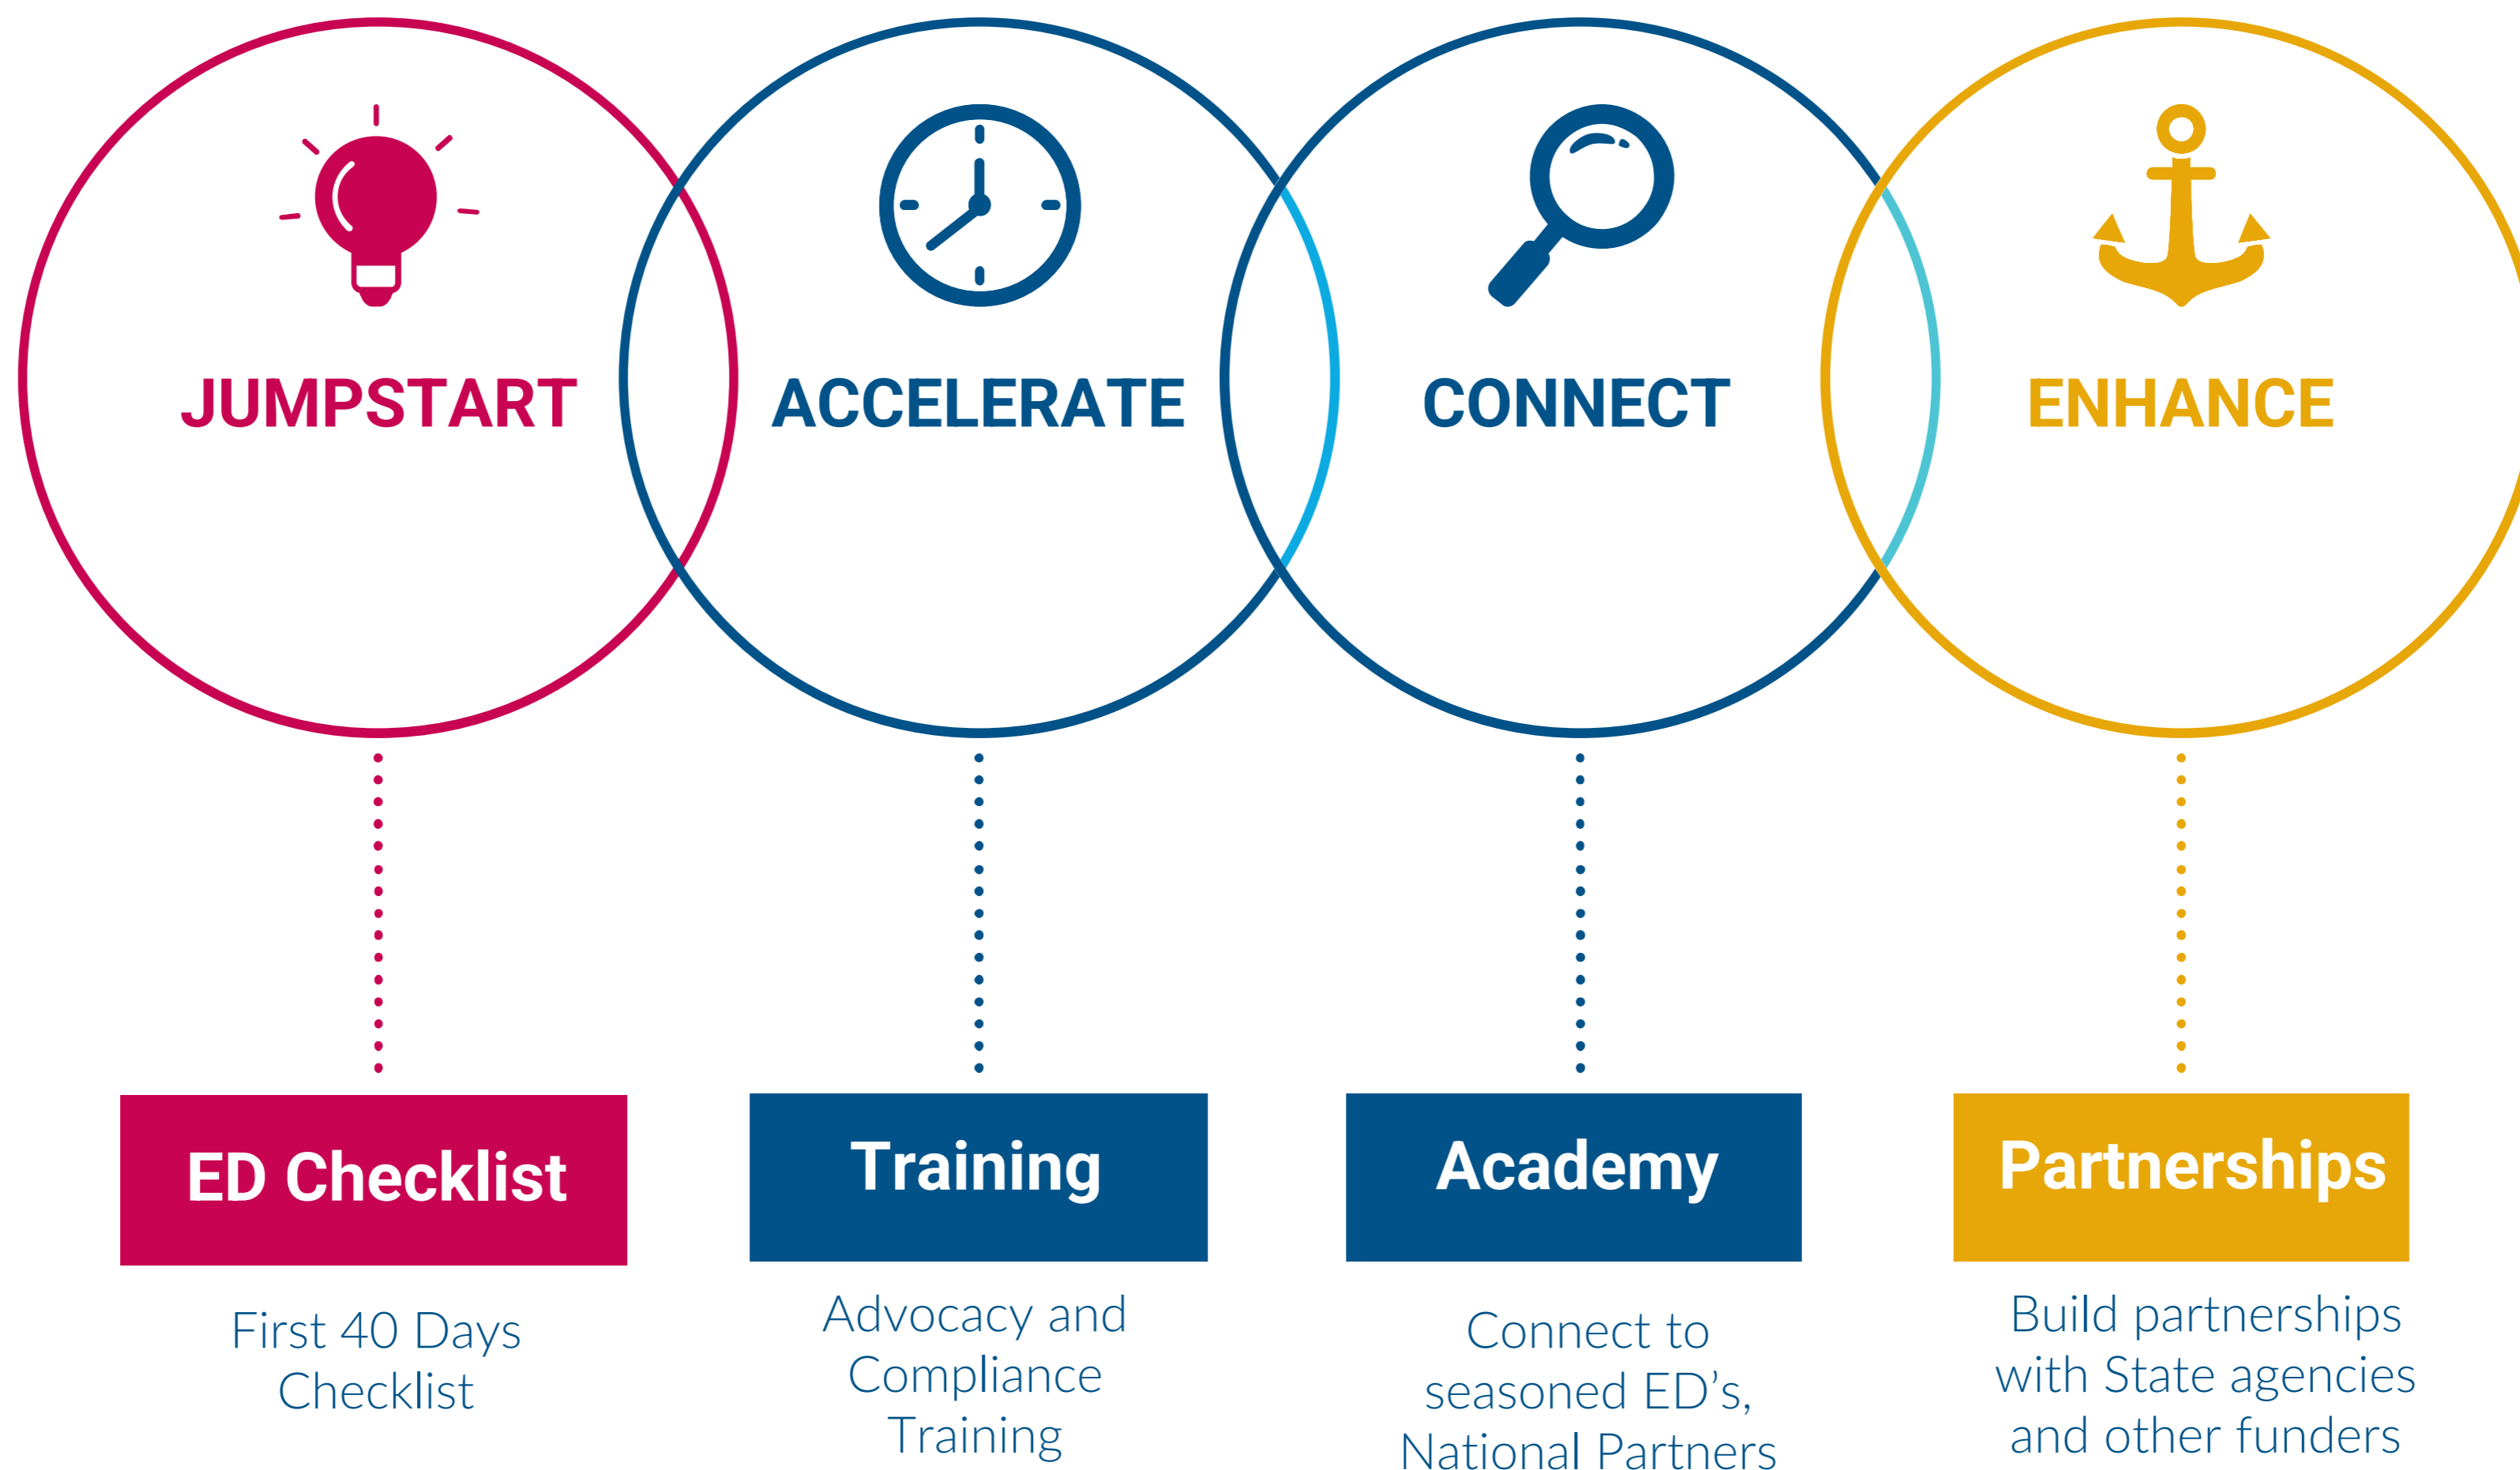 JUMPSTART
ACCELERATE
CONNECT
ENHANCE
ED Checklist
First 40 Days
Checklist
Training
Advocacy and
Compliance
Training
Academy
Connect to
seasoned ED’s,
National Partners
Partnerships
Build partnerships
with State agencies
and other funders